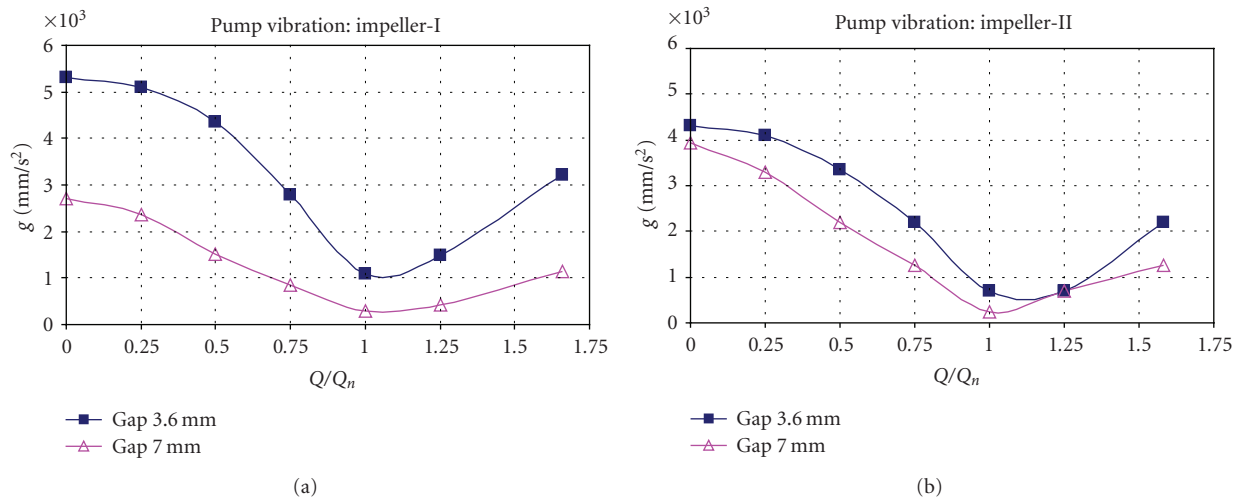 ×10³
Pump vibration: impeller-I
6
5
4
3
2
1
0
g (mm/s²)
0 0.25 0.5 0.75 1 1.25 1.5 1.75
Q/Qₙ
Gap 3.6 mm
Gap 7 mm
(a)
×10³
Pump vibration: impeller-II
6
5
4
3
2
1
0
g (mm/s²)
0 0.25 0.5 0.75 1 1.25 1.5 1.75
Q/Qₙ
Gap 3.6 mm
Gap 7 mm
(b)